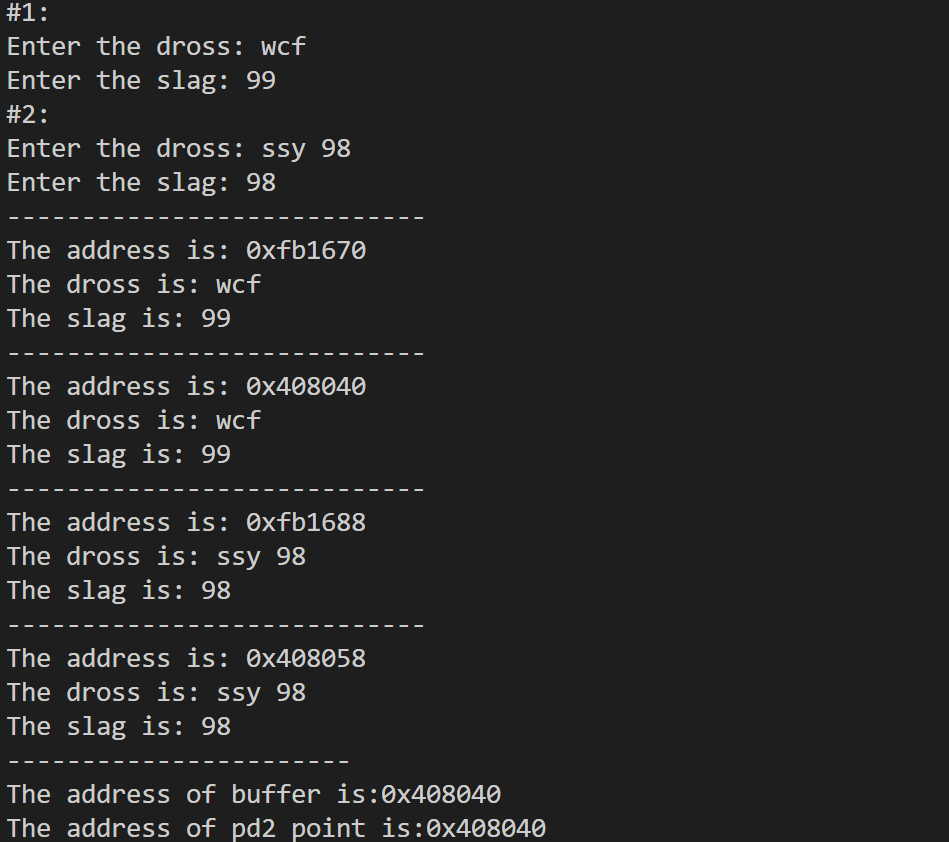 #1:
Enter the dross: wcf
Enter the slag: 99
#2:
Enter the dross: ssy 98
Enter the slag: 98
----------------------------
The address is: 0xfb1670
The dross is: wcf
The slag is: 99
----------------------------
The address is: 0x408040
The dross is: wcf
The slag is: 99
----------------------------
The address is: 0xfb1688
The dross is: ssy 98
The slag is: 98
----------------------------
The address is: 0x408058
The dross is: ssy 98
The slag is: 98
-----------------------
The address of buffer is:0x408040
The address of pd2 point is:0x408040